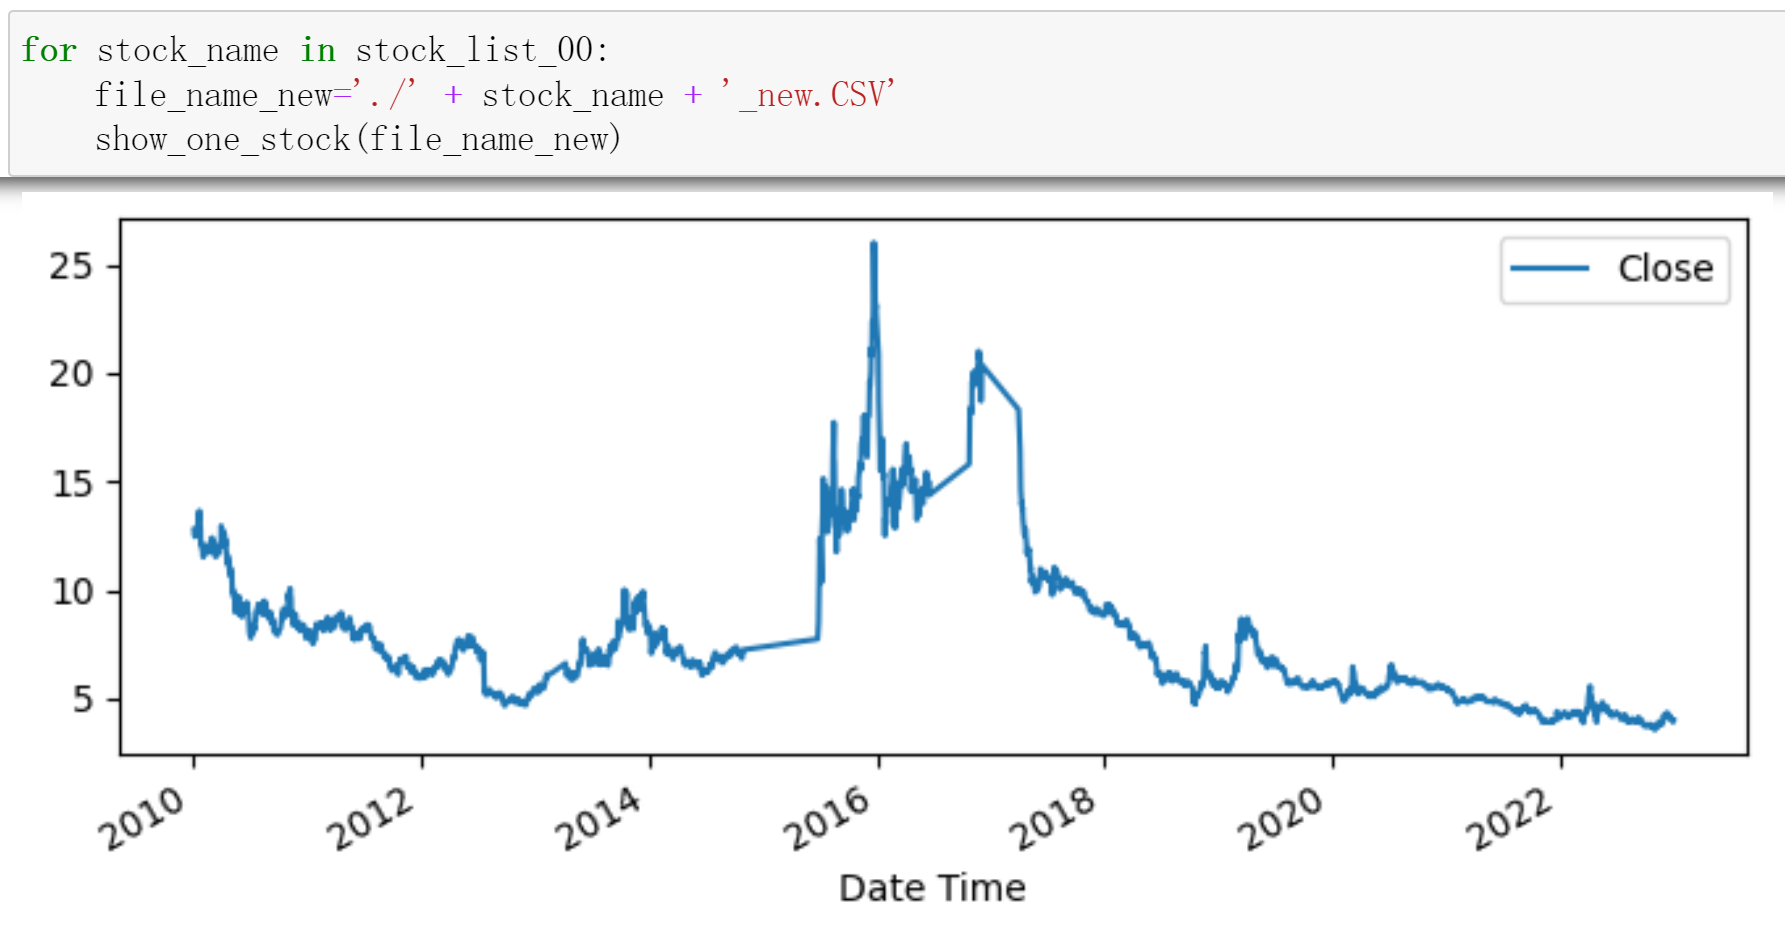 for stock_name in stock_list_00:
    file_name_new='./' + stock_name + '_new.CSV'
    show_one_stock(file_name_new)
Close
25
20
15
10
5
2010 2012 2014 2016 2018 2020 2022
Date Time